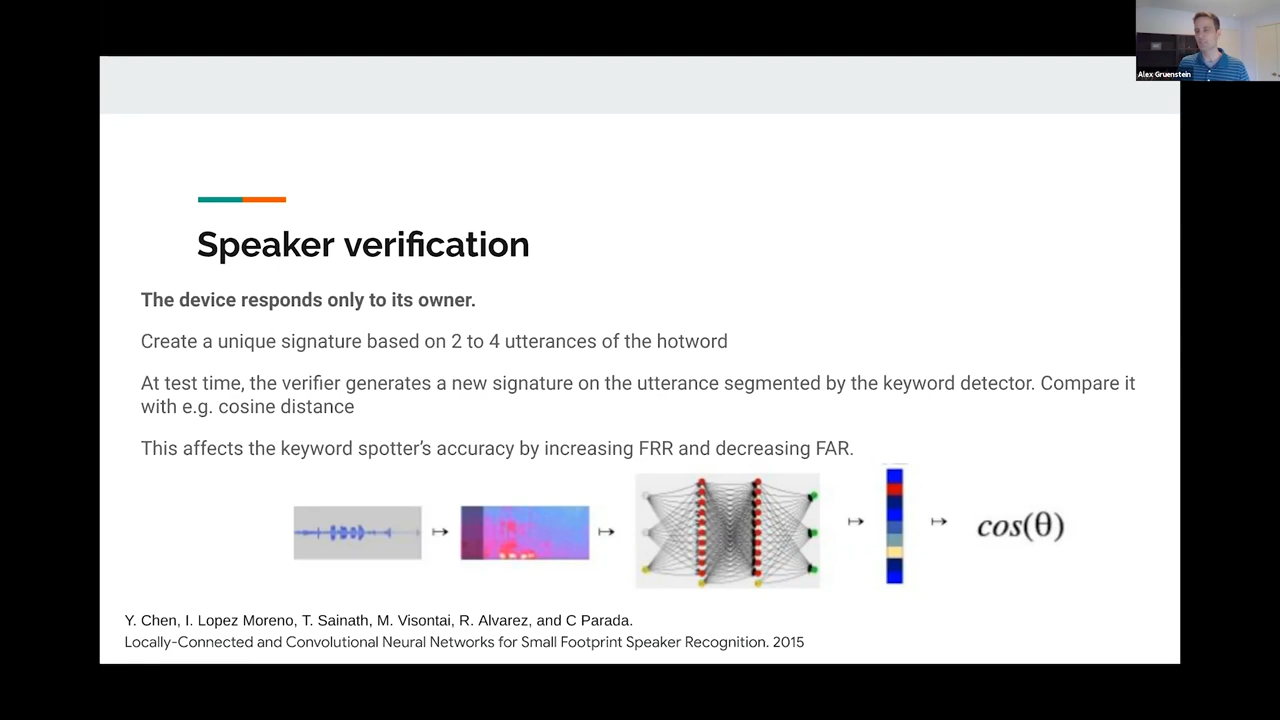 Alex Gruenstein
Speaker verification
The device responds only to its owner.
Create a unique signature based on 2 to 4 utterances of the hotword
At test time, the verifier generates a new signature on the utterance segmented by the keyword detector. Compare it
with e.g. cosine distance
This affects the keyword spotter’s accuracy by increasing FRR and decreasing FAR.
cos(θ)
Y. Chen, I. Lopez Moreno, T. Sainath, M. Visontai, R. Alvarez, and C Parada.
Locally-Connected and Convolutional Neural Networks for Small Footprint Speaker Recognition. 2015